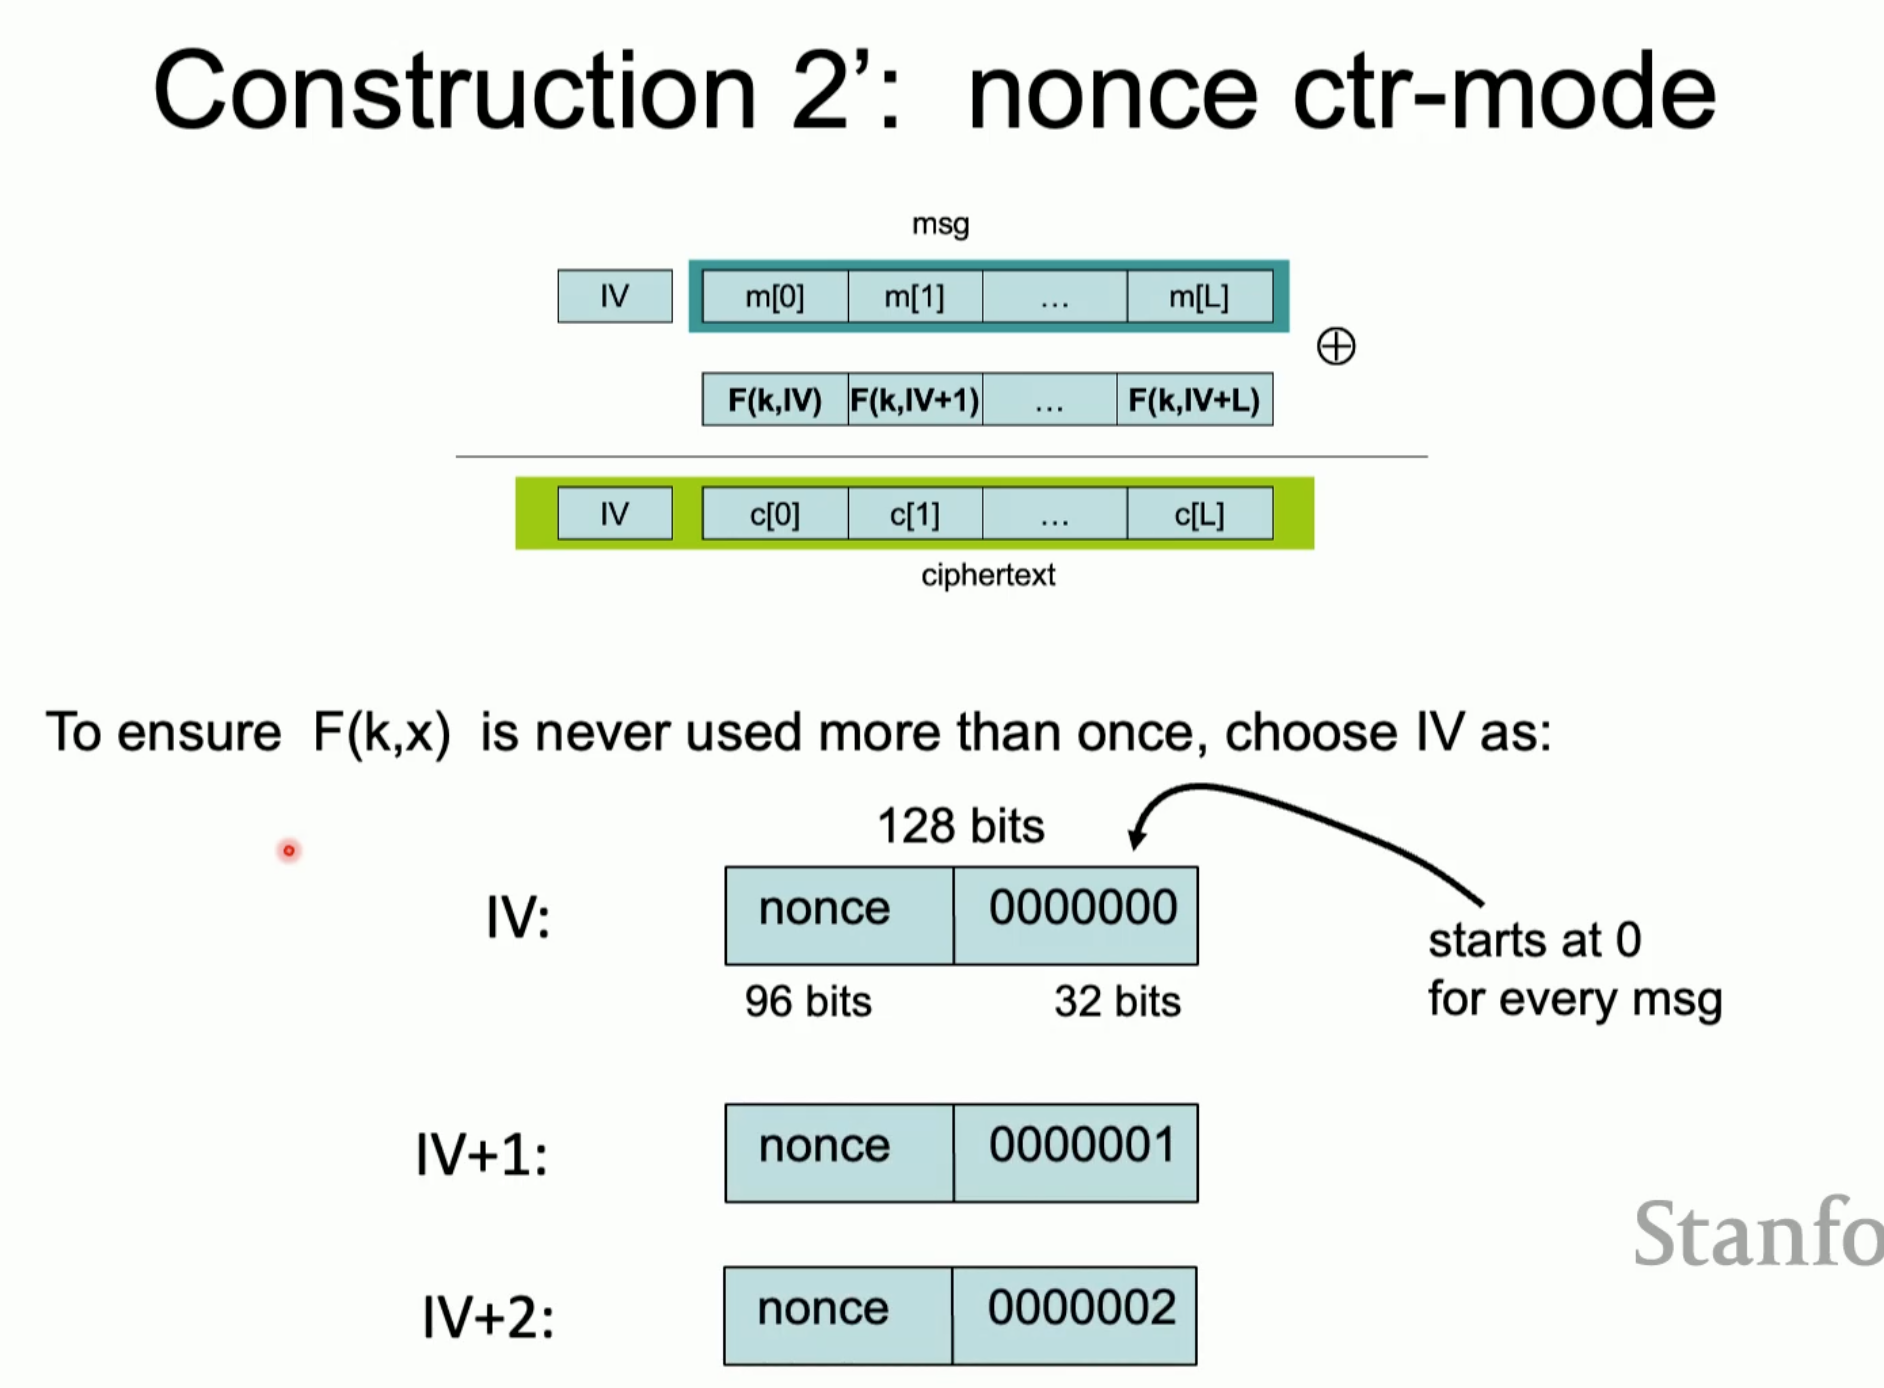 Construction 2’: nonce ctr-mode
msg
IV m[0] m[1] ... m[L]
⊕
F(k,IV) F(k,IV+1) ... F(k,IV+L)
IV c[0] c[1] ... c[L]
ciphertext
To ensure F(k,x) is never used more than once, choose IV as:
128 bits
IV: nonce 0000000
96 bits 32 bits
starts at 0
for every msg
IV+1: nonce 0000001
IV+2: nonce 0000002
Stanfo